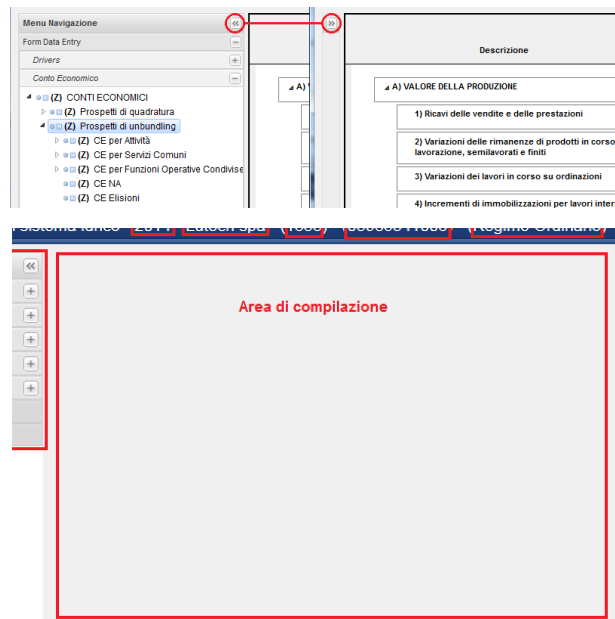 Menu Navigazione
Form Data Entry
Drivers
Conto Economico
(Z) CONTI ECONOMICI
(Z) Prospetti di quadratura
(Z) Prospetti di unbundling
(Z) CE per Attività
(Z) CE per Servizi Comuni
(Z) CE per Funzioni Operative Condivise
(Z) CE NA
(Z) CE Elisioni
A)
Descrizione
A) VALORE DELLA PRODUZIONE
1) Ricavi delle vendite e delle prestazioni
2) Variazioni delle rimanenze di prodotti in corso
lavorazione, semilavorati e finiti
3) Variazioni dei lavori in corso su ordinazioni
4) Incrementi di immobilizzazioni per lavori inter
(Regime Ordinario)
Area di compilazione